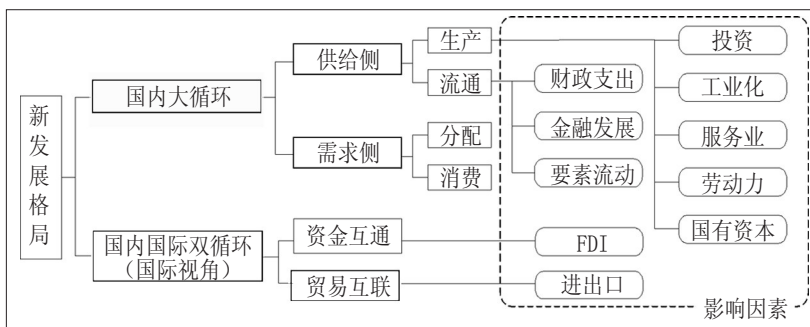 新发展格局
国内大循环
国内国际双循环
（国际视角）
供给侧
需求侧
资金互通
贸易互联
生产
流通
分配
消费
财政支出
金融发展
要素流动
FDI
进出口
投资
工业化
服务业
劳动力
国有资本
影响因素